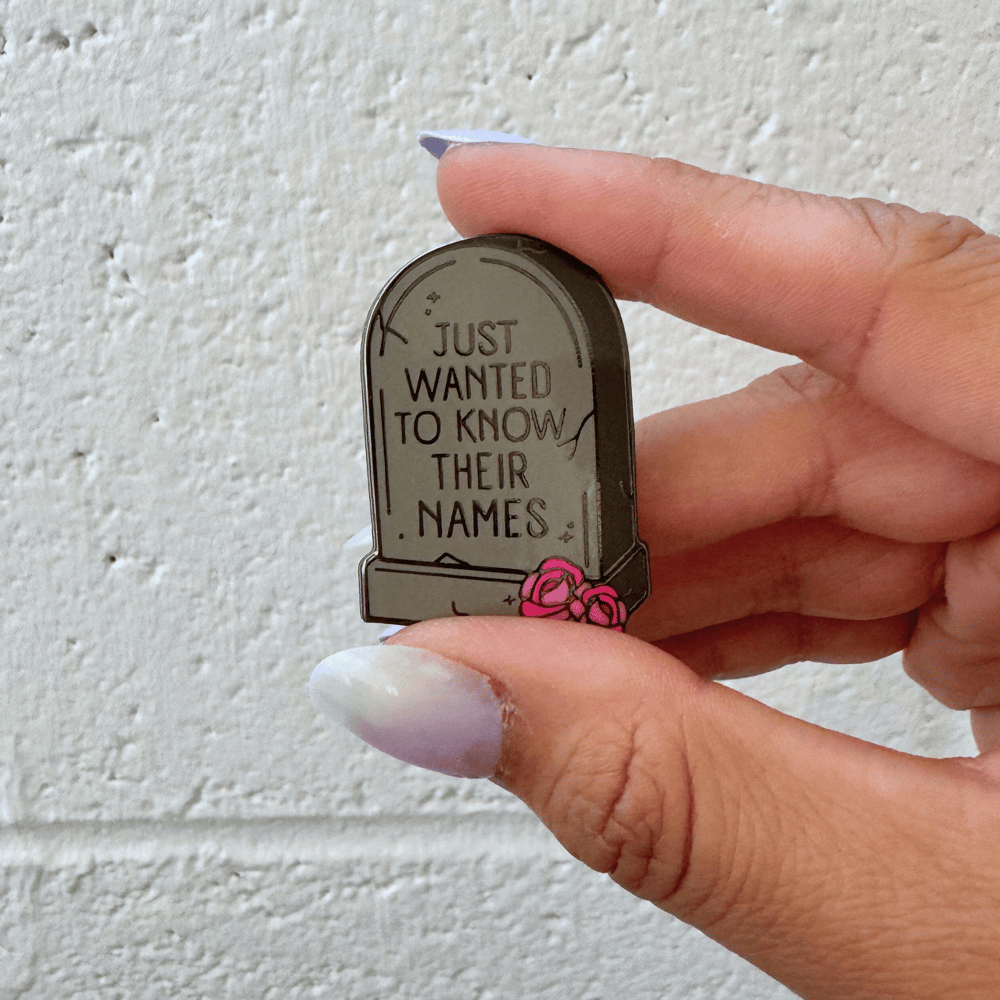 JUST
WANTED
TO KNOW
THEIR
NAMES